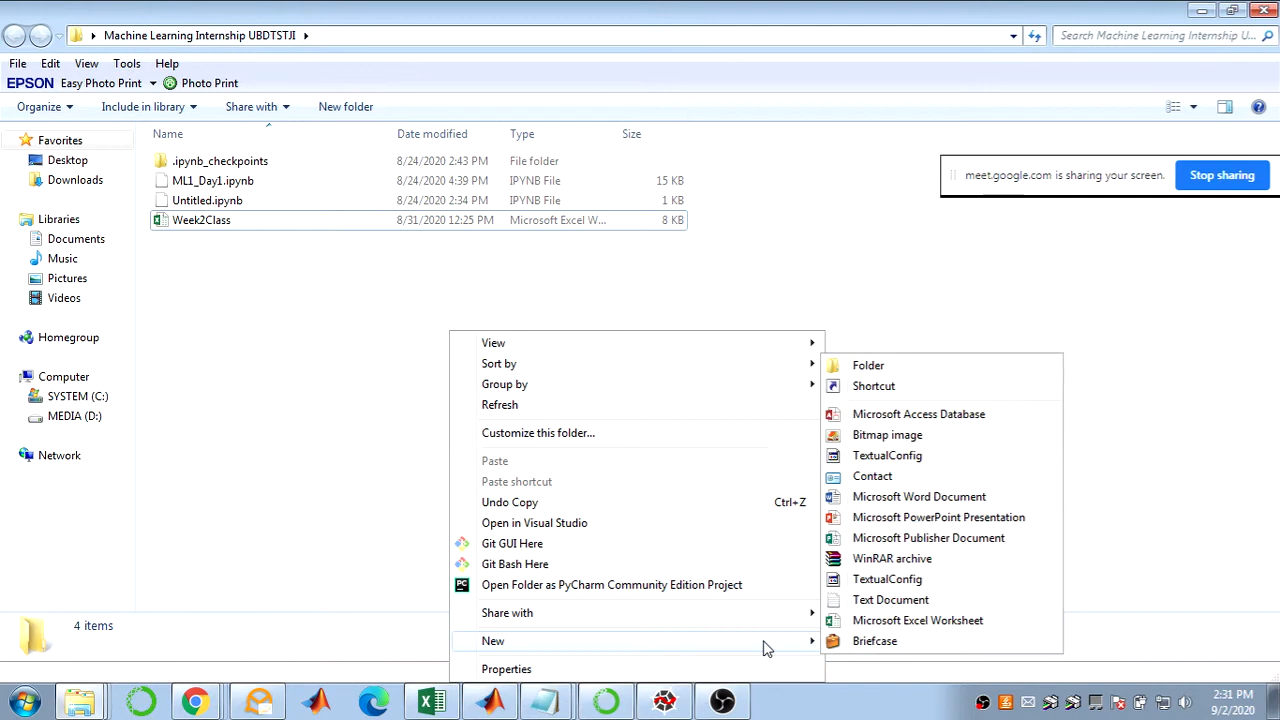 Machine Learning Internship UBDTSTJI
Search Machine Learning Internship U...
File Edit View Tools Help
EPSON Easy Photo Print Photo Print
Organize Include in library Share with New folder
Name Date modified Type Size
Favorites
Desktop
Downloads
Libraries
Documents
Music
Pictures
Videos
Homegroup
Computer
SYSTEM (C:)
MEDIA (D:)
Network
.ipynb_checkpoints 8/24/2020 2:43 PM File folder
ML1_Day1.ipynb 8/24/2020 4:39 PM IPYNB File 15 KB
Untitled.ipynb 8/24/2020 2:34 PM IPYNB File 1 KB
Week2Class 8/31/2020 12:25 PM Microsoft Excel W... 8 KB
meet.google.com is sharing your screen. Stop sharing
View
Sort by
Group by
Refresh
Customize this folder...
Paste
Paste shortcut
Undo Copy Ctrl+Z
Open in Visual Studio
Git GUI Here
Git Bash Here
PC Open Folder as PyCharm Community Edition Project
Share with
New
Properties
Folder
Shortcut
Microsoft Access Database
Bitmap image
TextualConfig
Contact
Microsoft Word Document
Microsoft PowerPoint Presentation
Microsoft Publisher Document
WinRAR archive
TextualConfig
Text Document
Microsoft Excel Worksheet
Briefcase
4 items
2:31 PM
9/2/2020